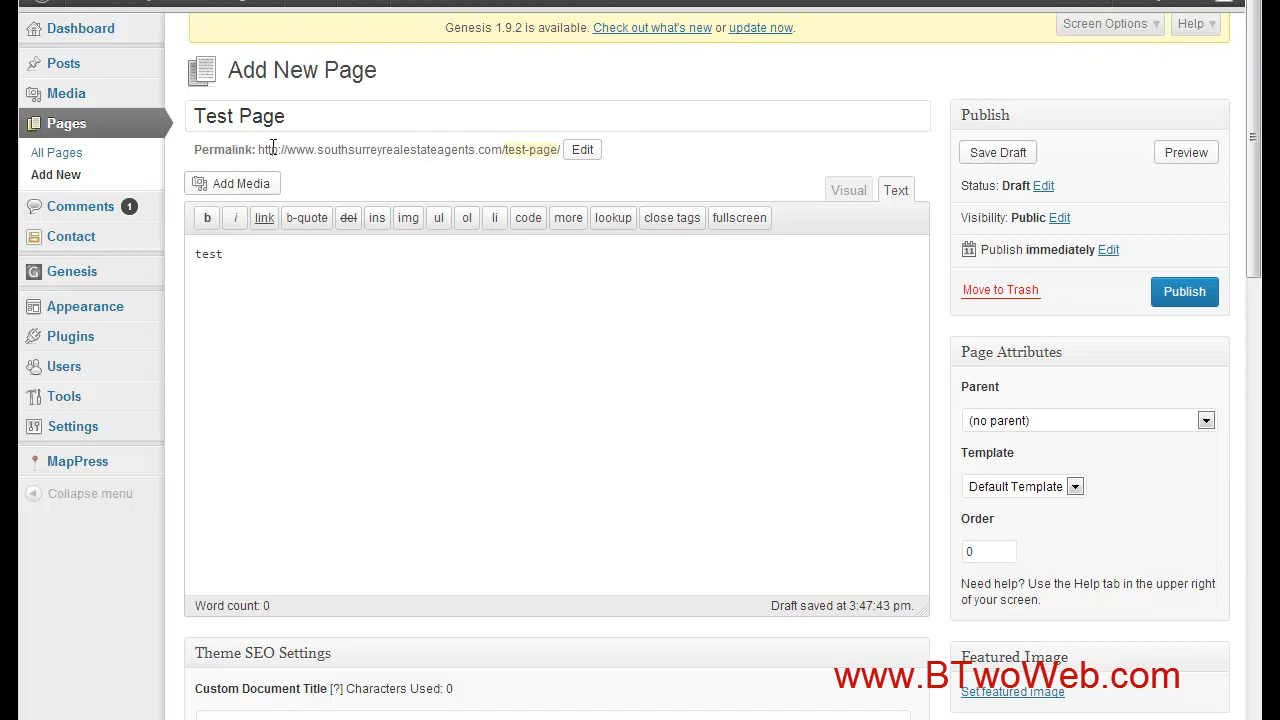 Dashboard
Posts
Media
Pages
All Pages
Add New
Comments 1
Contact
Genesis
Appearance
Plugins
Users
Tools
Settings
MapPress
Collapse menu
Genesis 1.9.2 is available. Check out what's new or update now.
Screen Options
Help
Add New Page
Test Page
Permalink: http://www.southsurreyrealestateagents.com/test-page/ Edit
Add Media
Visual Text
b i link b-quote del ins img ul ol li code more lookup close tags fullscreen
test
Word count: 0 Draft saved at 3:47:43 pm.
Theme SEO Settings
Custom Document Title [?] Characters Used: 0
Publish
Save Draft Preview
Status: Draft Edit
Visibility: Public Edit
11 Publish immediately Edit
Move to Trash Publish
Page Attributes
Parent
(no parent)
Template
Default Template
Order
0
Need help? Use the Help tab in the upper right
of your screen.
Featured Image
Set featured image
www.BTwoWeb.com